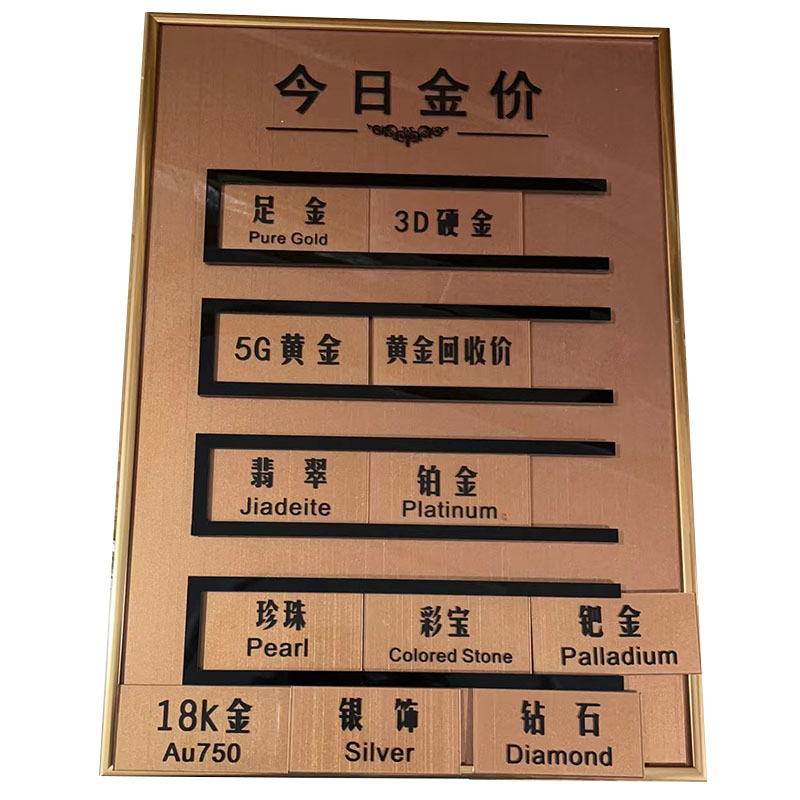 今日金价
足金 3D硬金
Pure Gold
5G黄金 黄金回收价
翡翠 铂金
Jiadeite Platinum
珍珠 彩宝 钯金
Pearl Colored Stone Palladium
18K金 银饰 钻石
Au750 Silver Diamond